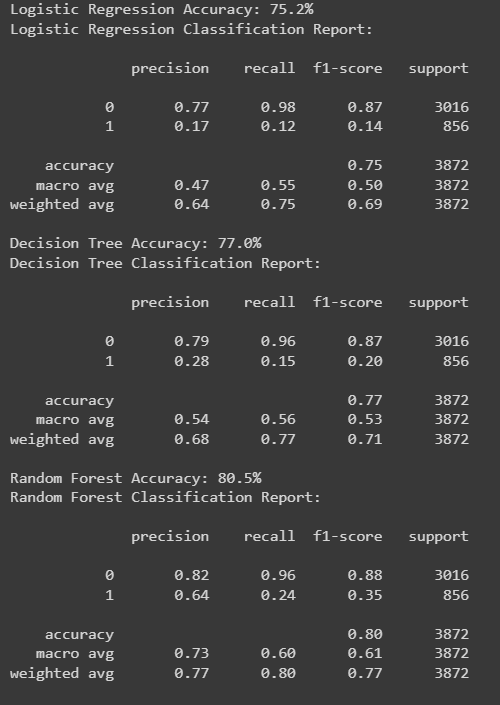 Logistic Regression Accuracy: 75.2%
Logistic Regression Classification Report:
precision recall f1-score support
0 0.77 0.98 0.87 3016
1 0.17 0.12 0.14 856
accuracy 0.75 3872
macro avg 0.47 0.55 0.50 3872
weighted avg 0.64 0.75 0.69 3872
Decision Tree Accuracy: 77.0%
Decision Tree Classification Report:
precision recall f1-score support
0 0.79 0.96 0.87 3016
1 0.28 0.15 0.20 856
accuracy 0.77 3872
macro avg 0.54 0.56 0.53 3872
weighted avg 0.68 0.77 0.71 3872
Random Forest Accuracy: 80.5%
Random Forest Classification Report:
precision recall f1-score support
0 0.82 0.96 0.88 3016
1 0.64 0.24 0.35 856
accuracy 0.80 3872
macro avg 0.73 0.60 0.61 3872
weighted avg 0.77 0.80 0.77 3872